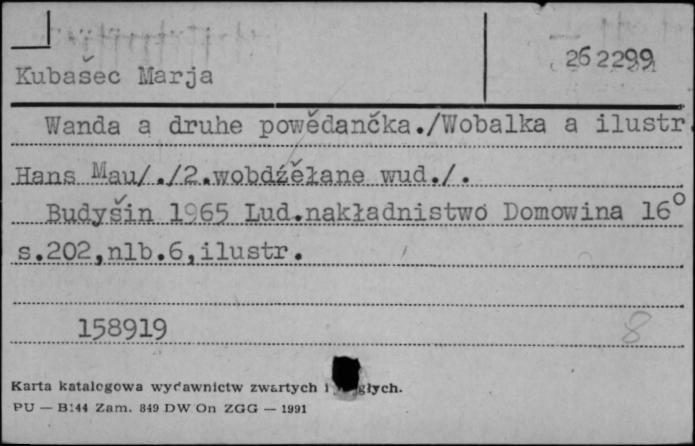 262299
Kubašec Marja
Wanda a druhe powědančka./Wobalka a ilustr.
Hans Mau/./2.wobdźěłane wud./.
Budyšin 1965 Lud.nakładnistwo Domowina 16°
s.202,nlb.6,ilustr.
158919
8
Karta katalogowa wydawnictw zwartych i
PU — B144 Zam. 849 DW On ZGG — 1991